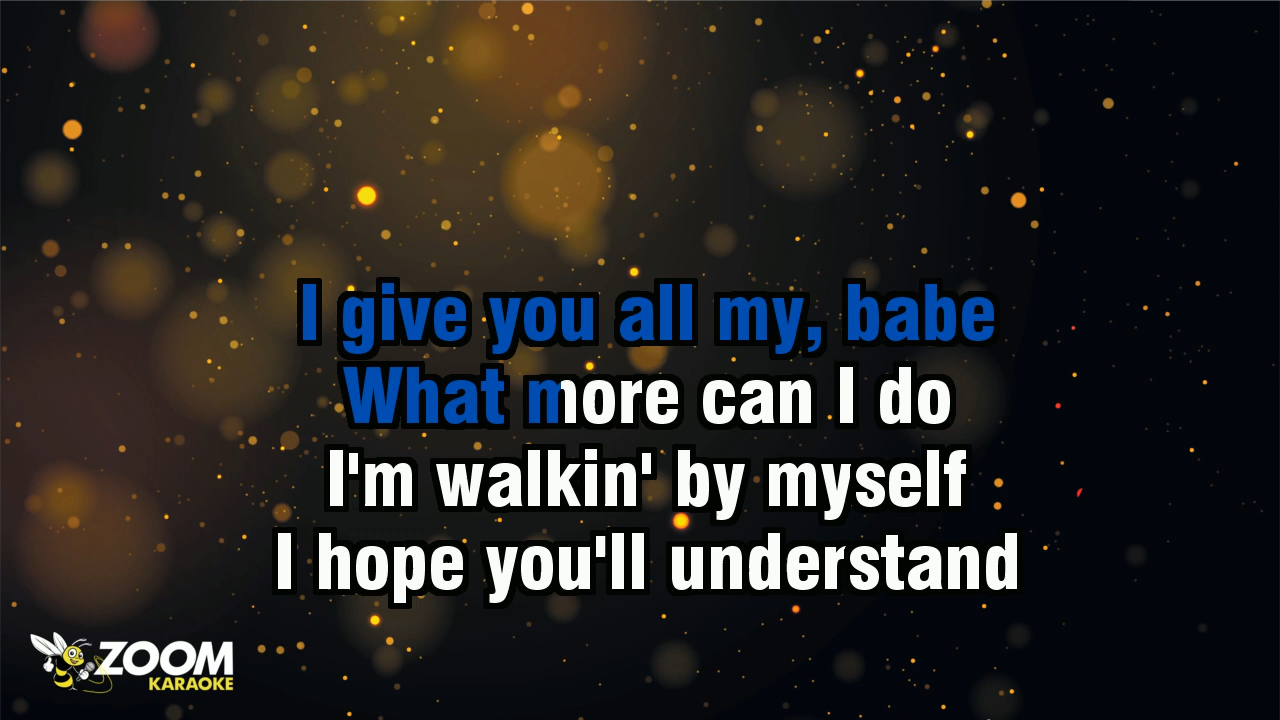 I give you all my, babe
What more can I do
I'm walkin' by myself
I hope you'll understand
ZOOM
KARAOKE